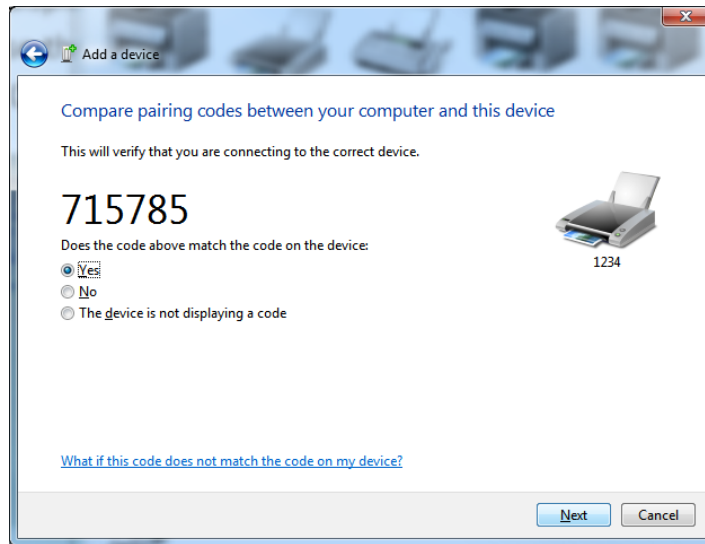 Add a device
Compare pairing codes between your computer and this device
This will verify that you are connecting to the correct device.
715785
Does the code above match the code on the device:
Yes
1234
No
The device is not displaying a code
What if this code does not match the code on my device?
Next Cancel